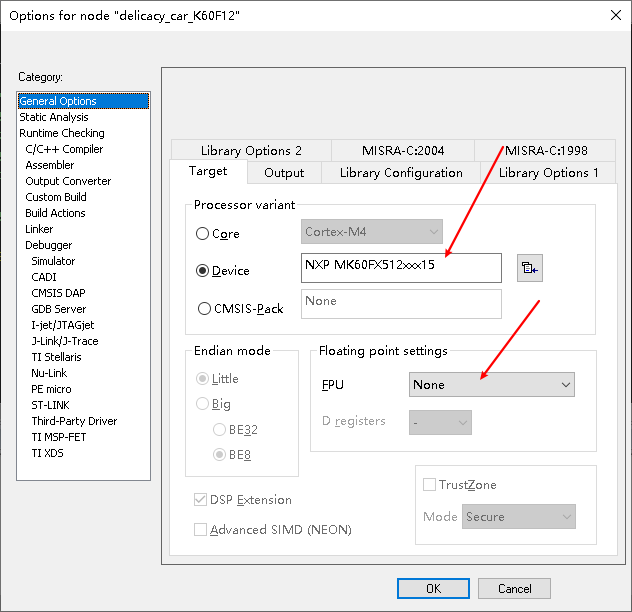 Options for node "delicacy_car_K60F12"
Category:
General Options
Static Analysis
Runtime Checking
C/C++ Compiler
Assembler
Output Converter
Custom Build
Build Actions
Linker
Debugger
Simulator
CADI
CMSIS DAP
GDB Server
I-jet/JTAGjet
J-Link/J-Trace
TI Stellaris
Nu-Link
PE micro
ST-LINK
Third-Party Driver
TI MSP-FET
TI XDS
Library Options 2
MISRA-C:2004
MISRA-C:1998
Target
Output
Library Configuration
Library Options 1
Processor variant
Core
Cortex-M4
Device
NXP MK60FX512xxx15
CMSIS-Pack
None
Endian mode
Little
Big
BE32
BE8
Floating point settings
FPU
None
D registers
-
DSP Extension
Advanced SIMD (NEON)
TrustZone
Mode
Secure
OK
Cancel